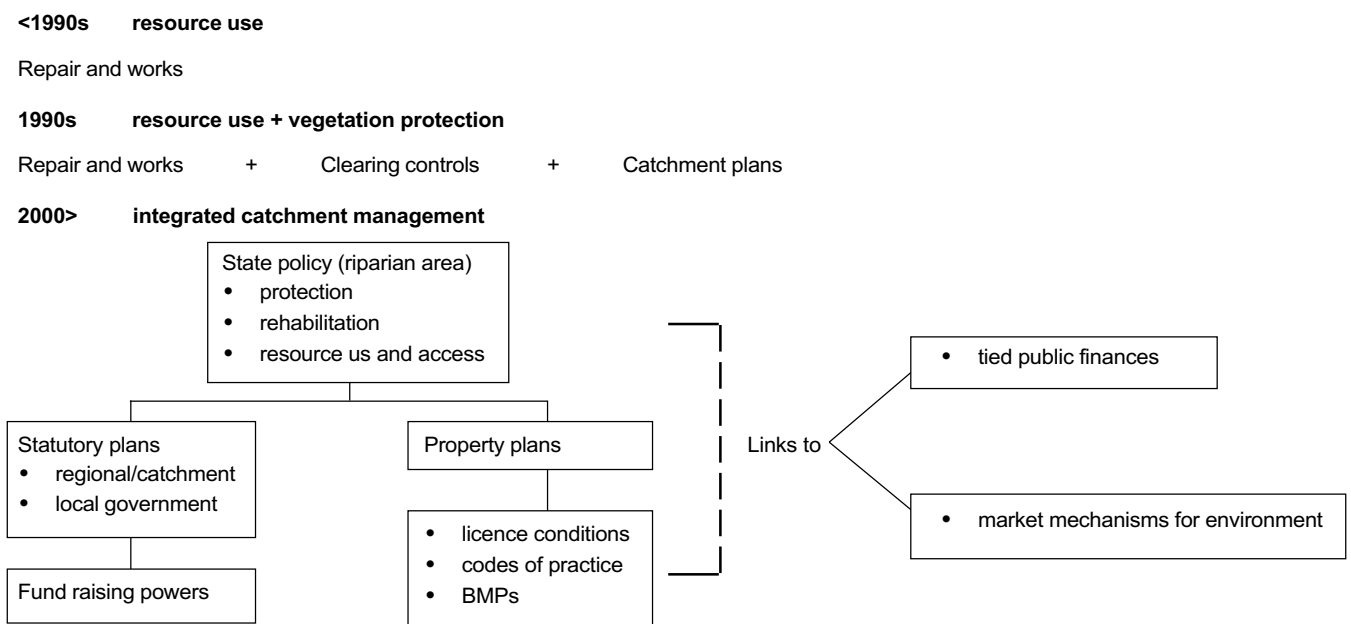 <1990s resource use
Repair and works
1990s resource use + vegetation protection
Repair and works + Clearing controls + Catchment plans
2000> integrated catchment management
State policy (riparian area)
• protection
• rehabilitation
• resource us and access
Statutory plans
• regional/catchment
• local government
Fund raising powers
Property plans
• licence conditions
• codes of practice
• BMPs
Links to
• tied public finances
• market mechanisms for environment